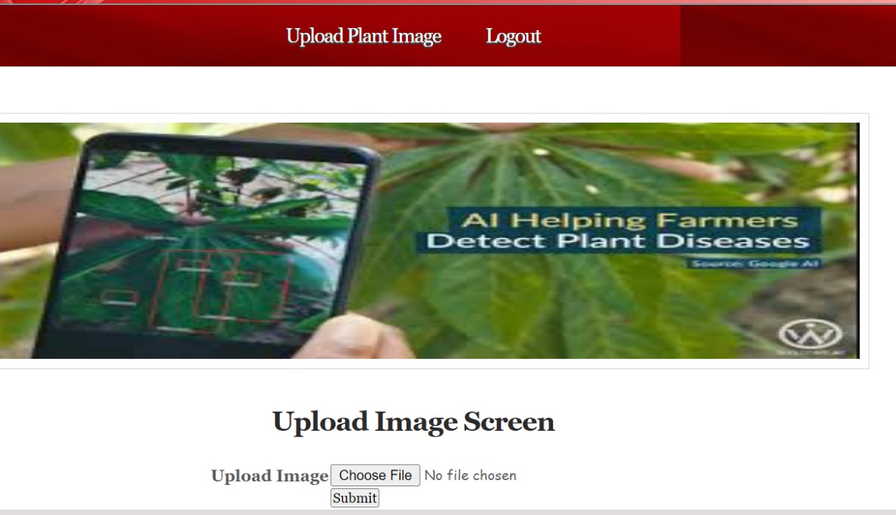 Upload Plant Image Logout
AI Helping Farmers
Detect Plant Diseases
Source: Google AI
Upload Image Screen
Upload Image Choose File No file chosen
Submit